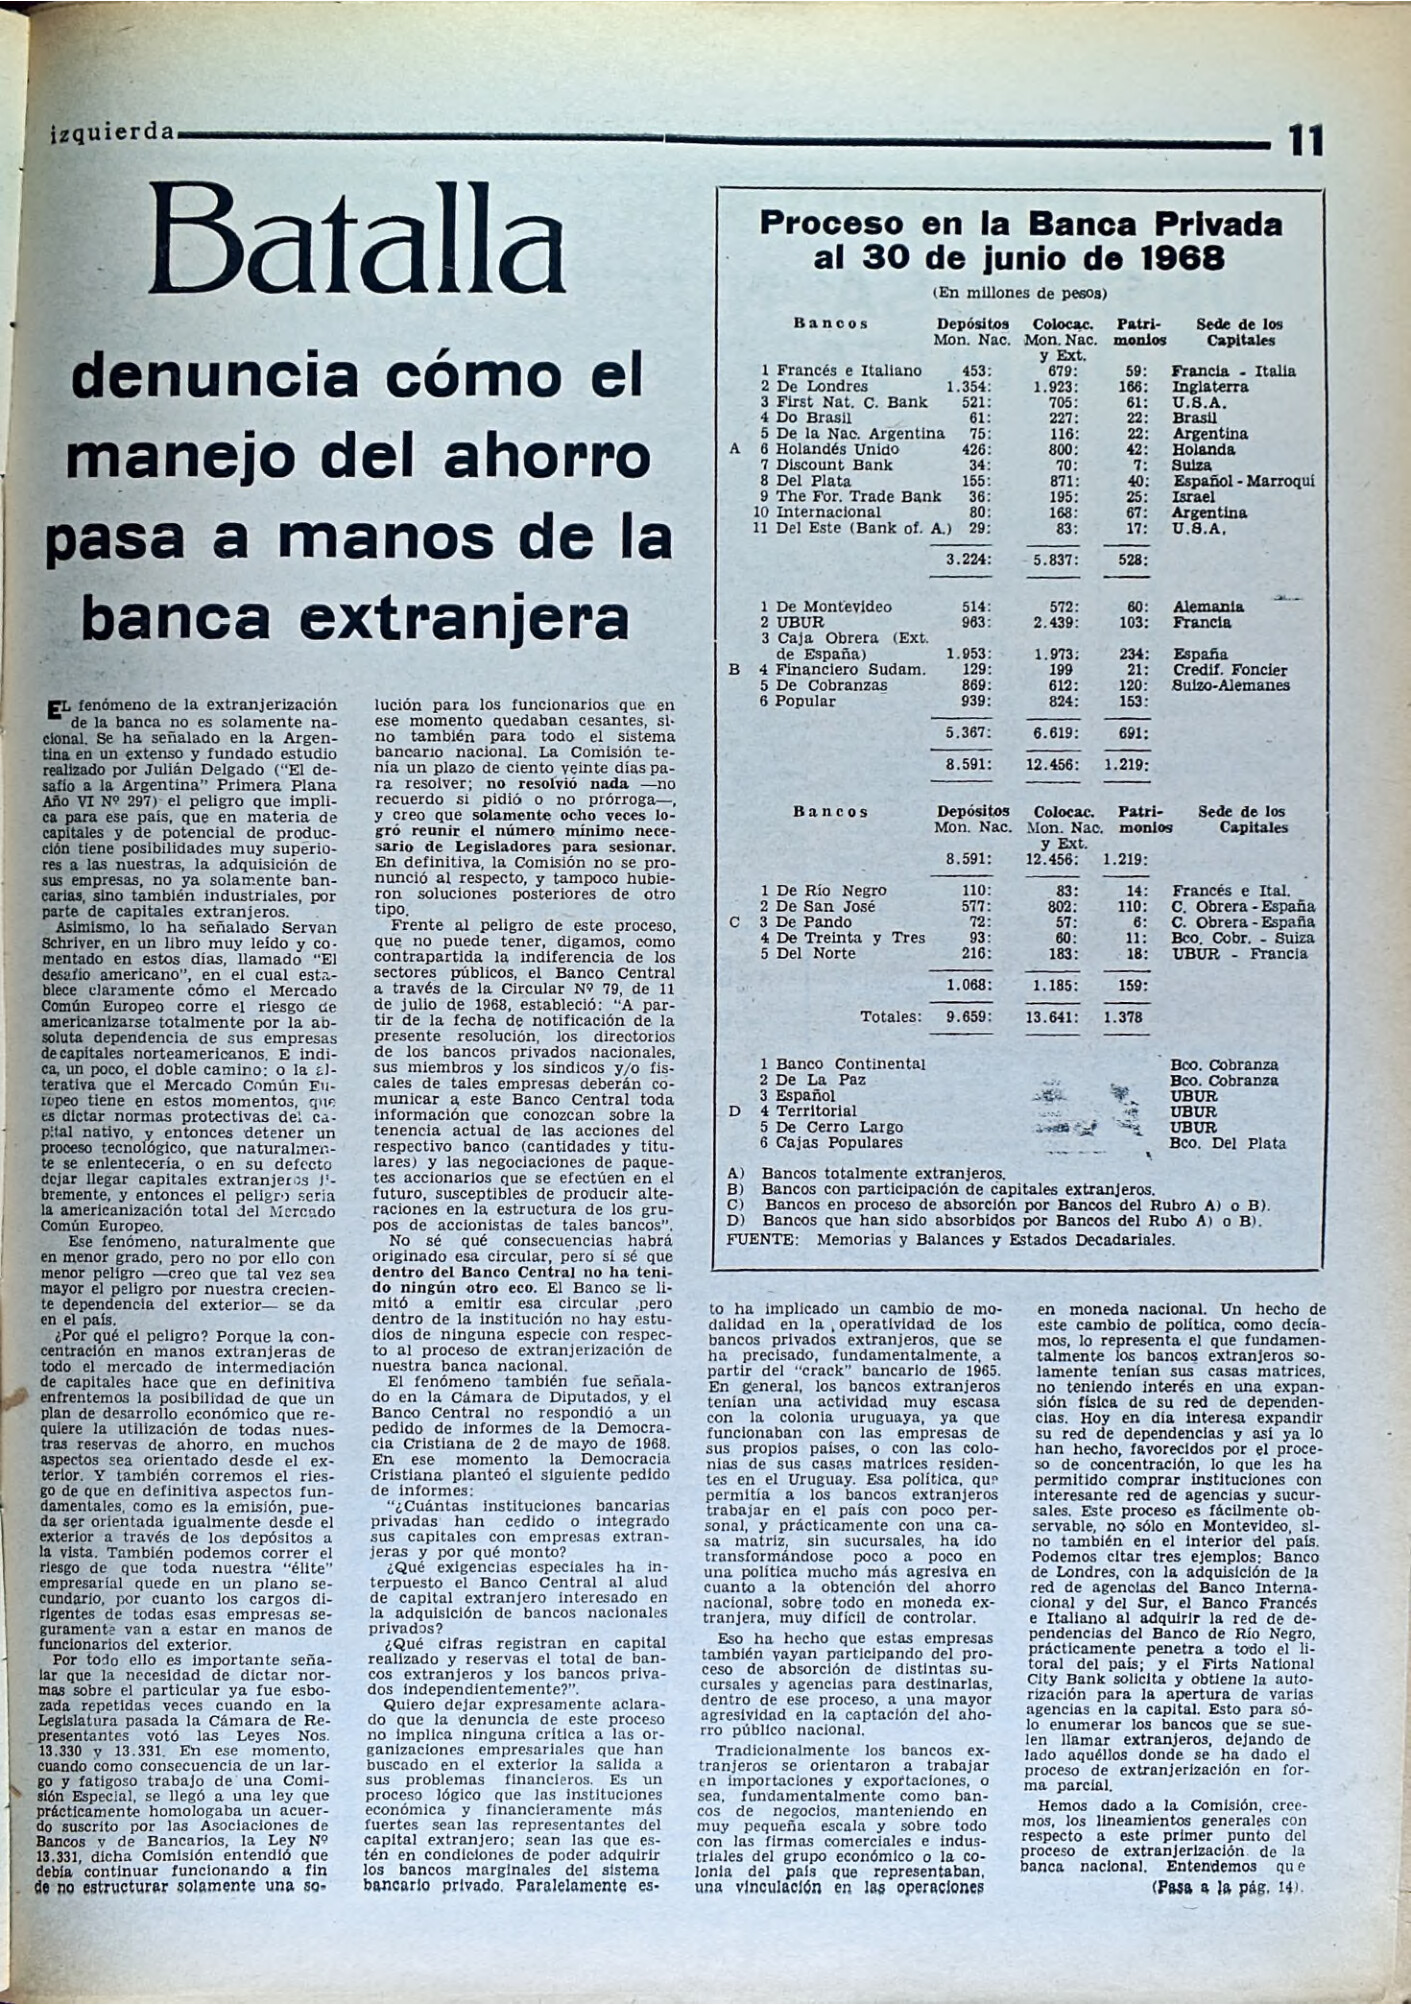 izquierda
11
Batalla
denuncia cómo el
manejo del ahorro
pasa a manos de la
banca extranjera
EL fenómeno de la extranjerización
de la banca no es solamente na-
cional. Se ha señalado en la Argen-
tina en un extenso y fundado estudio
realizado por Julián Delgado ("El de-
safío a la Argentina" Primera Plana
Año VI Nº 297) el peligro que impli-
ca para ese país, que en materia de
capitales y de potencial de produc-
ción tiene posibilidades muy superio-
res a las nuestras, la adquisición de
sus empresas, no ya solamente ban-
carias, sino también industriales, por
parte de capitales extranjeros.
Asimismo, lo ha señalado Servan
Schriver, en un libro muy leído y co-
mentado en estos días, llamado "El
desafío americano", en el cual esta-
blece claramente cómo el Mercado
Común Europeo corre el riesgo de
americanizarse totalmente por la ab-
soluta dependencia de sus empresas
de capitales norteamericanos. E indi-
ca, un poco, el doble camino: o la al-
terativa que el Mercado Común Eu-
ropeo tiene en estos momentos, que
es dictar normas protectivas del ca-
pital nativo, y entonces detener un
proceso tecnológico, que naturalmen-
te se enlentecería, o en su defecto
dejar llegar capitales extranjeros li-
bremente, y entonces el peligro sería
la americanización total del Mercado
Común Europeo.
Ese fenómeno, naturalmente que
en menor grado, pero no por ello con
menor peligro —creo que tal vez sea
mayor el peligro por nuestra crecien-
te dependencia del exterior— se da
en el país.
¿Por qué el peligro? Porque la con-
centración en manos extranjeras de
todo el mercado de intermediación
de capitales hace que en definitiva
enfrentemos la posibilidad de que un
plan de desarrollo económico que re-
quiere la utilización de todas nues-
tras reservas de ahorro, en muchos
aspectos sea orientado desde el ex-
terior. Y también corremos el ries-
go de que en definitiva aspectos fun-
damentales, como es la emisión, pue-
da ser orientada igualmente desde el
exterior a través de los depósitos a
la vista. También podemos correr el
riesgo de que toda nuestra "élite"
empresarial quede en un plano se-
cundario, por cuanto los cargos di-
rigentes de todas esas empresas se-
guramente van a estar en manos de
funcionarios del exterior.
Por todo ello es importante seña-
lar que la necesidad de dictar nor-
mas sobre el particular ya fue esbo-
zada repetidas veces cuando en la
Legislatura pasada la Cámara de Re-
presentantes votó las Leyes Nos.
13.330 y 13.331. En ese momento,
cuando como consecuencia de un lar-
go y fatigoso trabajo de una Comi-
sión Especial, se llegó a una ley que
prácticamente homologaba un acuer-
do suscrito por las Asociaciones de
Bancos y de Bancarios, la Ley Nº
13.331, dicha Comisión entendió que
debía continuar funcionando a fin
de no estructurar solamente una so-
lución para los funcionarios que en
ese momento quedaban cesantes, si-
no también para todo el sistema
bancario nacional. La Comisión te-
nía un plazo de ciento veinte días pa-
ra resolver; no resolvió nada —no
recuerdo si pidió o no prórroga—,
y creo que solamente ocho veces lo-
gró reunir el número mínimo nece-
sario de Legisladores para sesionar.
En definitiva, la Comisión no se pro-
nunció al respecto, y tampoco hubie-
ron soluciones posteriores de otro
tipo.
Frente al peligro de este proceso,
que no puede tener, digamos, como
contrapartida la indiferencia de los
sectores públicos, el Banco Central
a través de la Circular Nº 79, de 11
de julio de 1968, estableció: "A par-
tir de la fecha de notificación de la
presente resolución, los directorios
de los bancos privados nacionales,
sus miembros y los síndicos y/o fis-
cales de tales empresas deberán co-
municar a este Banco Central toda
información que conozcan sobre la
tenencia actual de las acciones del
respectivo banco (cantidades y titu-
lares) y las negociaciones de paque-
tes accionarios que se efectúen en el
futuro, susceptibles de producir alte-
raciones en la estructura de los gru-
pos de accionistas de tales bancos".
No sé qué consecuencias habrá
originado esa circular, pero sí sé que
dentro del Banco Central no ha teni-
do ningún otro eco. El Banco se li-
mitó a emitir esa circular ,pero
dentro de la institución no hay estu-
dios de ninguna especie con respec-
to al proceso de extranjerización de
nuestra banca nacional.
El fenómeno también fue señala-
do en la Cámara de Diputados, y el
Banco Central no respondió a un
pedido de informes de la Democra-
cia Cristiana de 2 de mayo de 1968.
En ese momento la Democracia
Cristiana planteó el siguiente pedido
de informes:
"¿Cuántas instituciones bancarias
privadas han cedido o integrado
sus capitales con empresas extran-
jeras y por qué monto?
¿Qué exigencias especiales ha in-
terpuesto el Banco Central al alud
de capital extranjero interesado en
la adquisición de bancos nacionales
privados?
¿Qué cifras registran en capital
realizado y reservas el total de ban-
cos extranjeros y los bancos priva-
dos independientemente?".
Quiero dejar expresamente aclara-
do que la denuncia de este proceso
no implica ninguna crítica a las or-
ganizaciones empresariales que han
buscado en el exterior la salida a
sus problemas financieros. Es un
proceso lógico que las instituciones
económica y financieramente más
fuertes sean las representantes del
capital extranjero; sean las que es-
tén en condiciones de poder adquirir
los bancos marginales del sistema
bancario privado. Paralelamente es-
Proceso en la Banca Privada
al 30 de junio de 1968
(En millones de pesos)
Bancos Depósitos Colocac. Patri- Sede de los
Mon. Nac. Mon. Nac. monios Capitales
y Ext.
1 Francés e Italiano 453: 679: 59: Francia - Italia
2 De Londres 1.354: 1.923: 166: Inglaterra
3 First Nat. C. Bank 521: 705: 61: U.S.A.
4 Do Brasil 61: 227: 22: Brasil
5 De la Nac. Argentina 75: 116: 22: Argentina
A 6 Holandés Unido 426: 800: 42: Holanda
7 Discount Bank 34: 70: 7: Suiza
8 Del Plata 155: 871: 40: Español - Marroquí
9 The For. Trade Bank 36: 195: 25: Israel
10 Internacional 80: 168: 67: Argentina
11 Del Este (Bank of. A.) 29: 83: 17: U.S.A.
3.224: 5.837: 528:
1 De Montevideo 514: 572: 60: Alemania
2 UBUR 963: 2.439: 103: Francia
3 Caja Obrera (Ext.
de España) 1.953: 1.973: 234: España
B 4 Financiero Sudam. 129: 199 21: Credif. Foncier
5 De Cobranzas 869: 612: 120: Suizo-Alemanes
6 Popular 939: 824: 153:
5.367: 6.619: 691:
8.591: 12.456: 1.219:
Bancos Depósitos Colocac. Patri- Sede de los
Mon. Nac. Mon. Nac. monios Capitales
y Ext.
8.591: 12.456: 1.219:
1 De Río Negro 110: 83: 14: Francés e Ital.
2 De San José 577: 802: 110: C. Obrera - España
C 3 De Pando 72: 57: 6: C. Obrera - España
4 De Treinta y Tres 93: 60: 11: Bco. Cobr. - Suiza
5 Del Norte 216: 183: 18: UBUR - Francia
1.068: 1.185: 159:
Totales: 9.659: 13.641: 1.378
1 Banco Continental Bco. Cobranza
2 De La Paz Bco. Cobranza
3 Español UBUR
D 4 Territorial UBUR
5 De Cerro Largo UBUR
6 Cajas Populares Bco. Del Plata
A) Bancos totalmente extranjeros.
B) Bancos con participación de capitales extranjeros.
C) Bancos en proceso de absorción por Bancos del Rubro A) o B).
D) Bancos que han sido absorbidos por Bancos del Rubo A) o B).
FUENTE: Memorias y Balances y Estados Decadariales.
to ha implicado un cambio de mo-
dalidad en la operatividad de los
bancos privados extranjeros, que se
ha precisado, fundamentalmente, a
partir del "crack" bancario de 1965.
En general, los bancos extranjeros
tenían una actividad muy escasa
con la colonia uruguaya, ya que
funcionaban con las empresas de
sus propios países, o con las colo-
nias de sus casas matrices residen-
tes en el Uruguay. Esa política, que
permitía a los bancos extranjeros
trabajar en el país con poco per-
sonal, y prácticamente con una ca-
sa matriz, sin sucursales, ha ido
transformándose poco a poco en
una política mucho más agresiva en
cuanto a la obtención del ahorro
nacional, sobre todo en moneda ex-
tranjera, muy difícil de controlar.
Eso ha hecho que estas empresas
también vayan participando del pro-
ceso de absorción de distintas su-
cursales y agencias para destinarlas,
dentro de ese proceso, a una mayor
agresividad en la captación del aho-
rro público nacional.
Tradicionalmente los bancos ex-
tranjeros se orientaron a trabajar
en importaciones y exportaciones, o
sea, fundamentalmente como ban-
cos de negocios, manteniendo en
muy pequeña escala y sobre todo
con las firmas comerciales e indus-
triales del grupo económico o la co-
lonia del país que representaban,
una vinculación en las operaciones
en moneda nacional. Un hecho de
este cambio de política, como decía-
mos, lo representa el que fundamen-
talmente los bancos extranjeros so-
lamente tenían sus casas matrices,
no teniendo interés en una expan-
sión física de su red de dependen-
cias. Hoy en día interesa expandir
su red de dependencias y así ya lo
han hecho, favorecidos por el proce-
so de concentración, lo que les ha
permitido comprar instituciones con
interesante red de agencias y sucur-
sales. Este proceso es fácilmente ob-
servable, no sólo en Montevideo, si-
no también en el interior del país.
Podemos citar tres ejemplos: Banco
de Londres, con la adquisición de la
red de agencias del Banco Interna-
cional y del Sur, el Banco Francés
e Italiano al adquirir la red de de-
pendencias del Banco de Río Negro,
prácticamente penetra a todo el li-
toral del país; y el Firts National
City Bank solicita y obtiene la auto-
rización para la apertura de varias
agencias en la capital. Esto para só-
lo enumerar los bancos que se sue-
len llamar extranjeros, dejando de
lado aquéllos donde se ha dado el
proceso de extranjerización en for-
ma parcial.
Hemos dado a la Comisión, cree-
mos, los lineamientos generales con
respecto a este primer punto del
proceso de extranjerización de la
banca nacional. Entendemos que
(Pasa a la pág. 14).